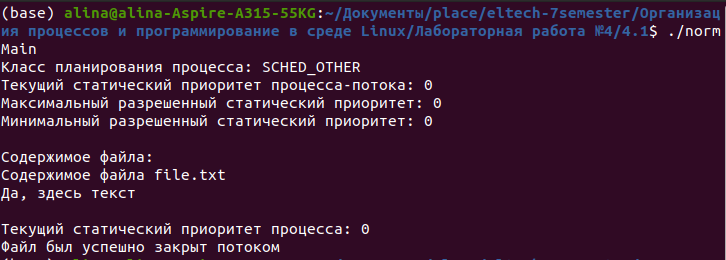 (base) alina@alina-Aspire-A315-55KG:~/Документы/place/eltech-7semester/Организац
ия процессов и программирование в среде Linux/Лабораторная работа №4/4.1$ ./norm
Main
Класс планирования процесса: SCHED_OTHER
Текущий статический приоритет процесса-потока: 0
Максимальный разрешенный статический приоритет: 0
Минимальный разрешенный статический приоритет: 0

Содержимое файла:
Содержимое файла file.txt
Да, здесь текст

Текущий статический приоритет процесса: 0
Файл был успешно закрыт потоком